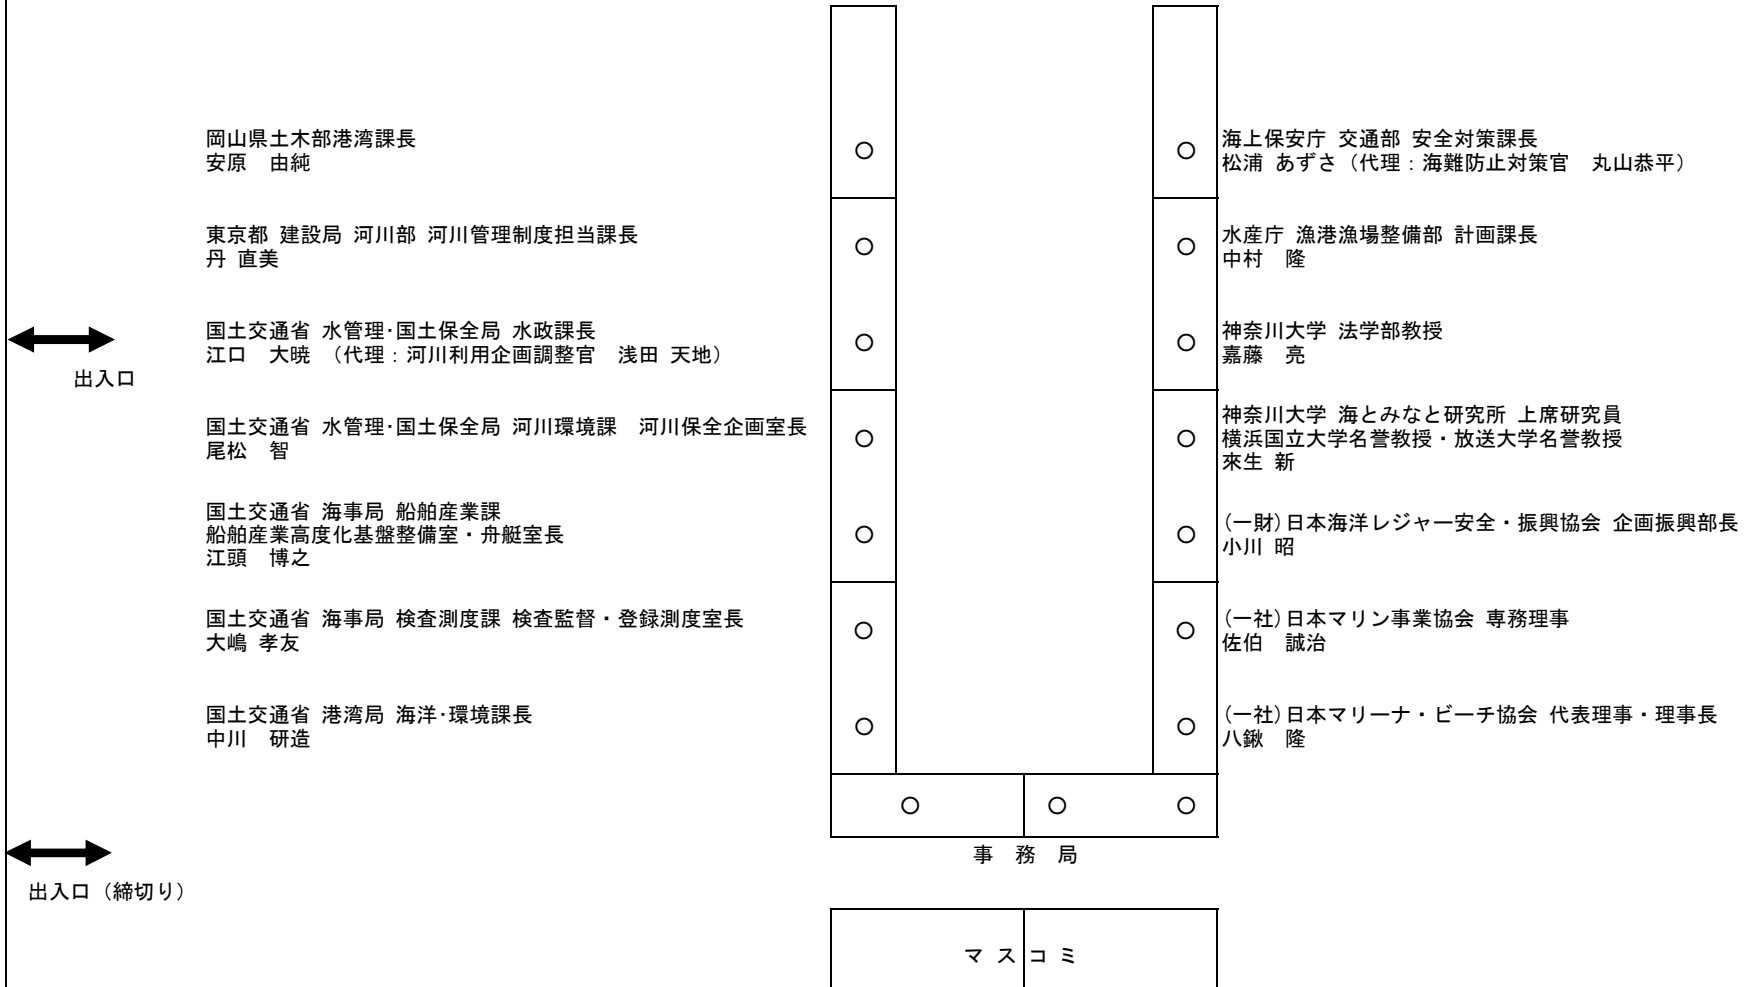 岡山県土木部港湾課長
安原　由純
東京都 建設局 河川部 河川管理制度担当課長
丹 直美
国土交通省 水管理･国土保全局 水政課長
江口　大暁 （代理：河川利用企画調整官　浅田 天地）
出入口
国土交通省 水管理･国土保全局 河川環境課　河川保全企画室長
尾松　智
国土交通省 海事局 船舶産業課
船舶産業高度化基盤整備室・舟艇室長
江頭　博之
国土交通省 海事局 検査測度課 検査監督・登録測度室長
大嶋 孝友
国土交通省 港湾局 海洋･環境課長
中川　研造
出入口（締切り）
海上保安庁 交通部 安全対策課長
松浦 あずさ（代理：海難防止対策官　丸山恭平）
水産庁 漁港漁場整備部 計画課長
中村　隆
神奈川大学 法学部教授
嘉藤　亮
神奈川大学 海とみなと研究所 上席研究員
横浜国立大学名誉教授・放送大学名誉教授
來生 新
(一財)日本海洋レジャー安全・振興協会 企画振興部長
小川 昭
(一社)日本マリン事業協会 専務理事
佐伯　誠治
(一社)日本マリーナ・ビーチ協会 代表理事・理事長
八鍬　隆
事　務　局
マ ス コ ミ